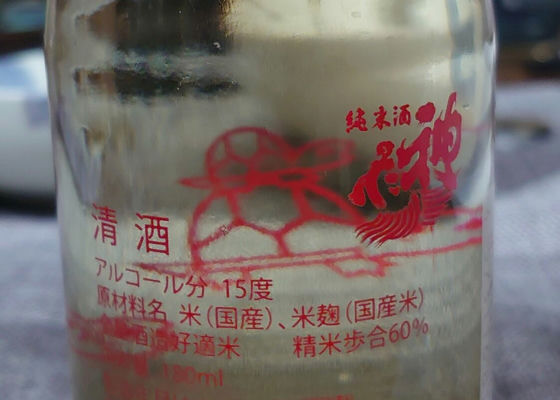 純米酒
神亀
清酒
アルコール分 15度
原材料名 米(国産)、米麹(国産米)
酒造好適米 精米歩合60%
180ml